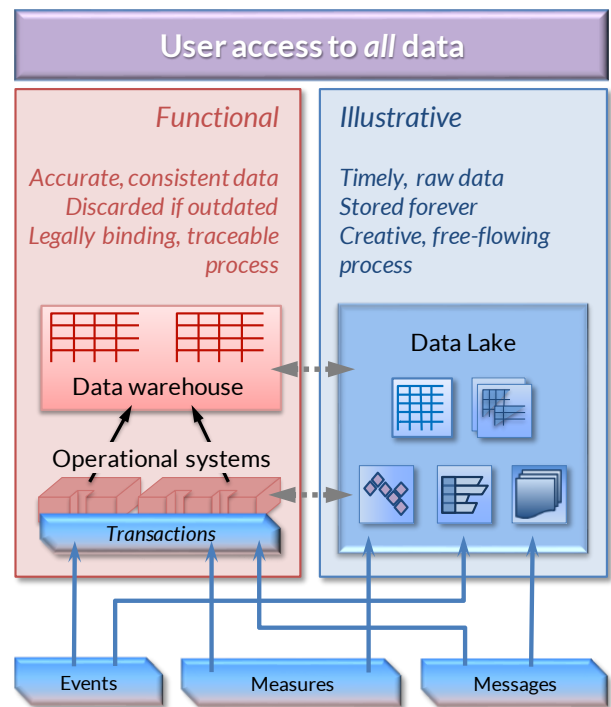 User access to all data
Functional
Accurate, consistent data
Discarded if outdated
Legally binding, traceable
process
Illustrative
Timely, raw data
Stored forever
Creative, free-flowing
process
Data warehouse
Operational systems
Transactions
Data Lake
Events
Measures
Messages